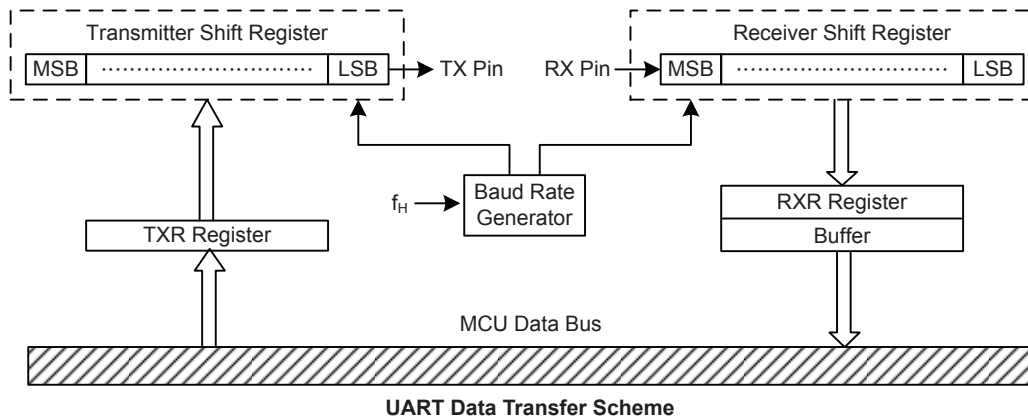 Transmitter Shift Register
MSB ································ LSB
TX Pin
RX Pin
Receiver Shift Register
MSB ································ LSB
fH
Baud Rate
Generator
TXR Register
RXR Register
Buffer
MCU Data Bus
UART Data Transfer Scheme